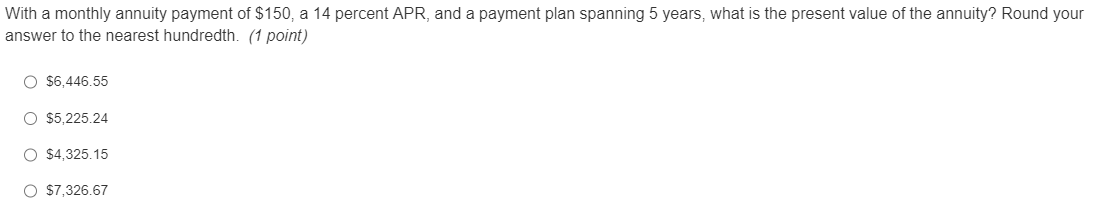 With a monthly annuity payment of $150, a 14 percent APR, and a payment plan spanning 5 years, what is the present value of the annuity? Round your
answer to the nearest hundredth. (1 point)
$6,446.55
$5,225.24
$4,325.15
$7,326.67